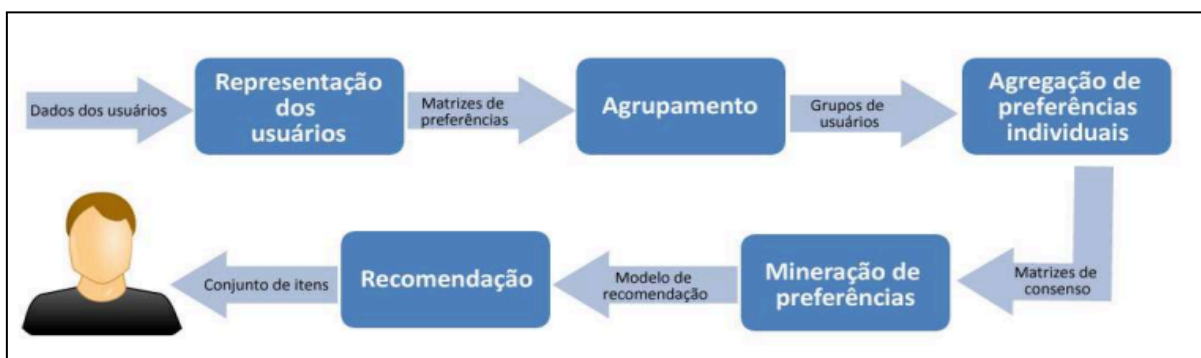 Dados dos usuários
Representação
dos
usuários
Matrizes de
preferências
Agrupamento
Grupos de
usuários
Agregação de
preferências
individuais
Matrizes de
consenso
Mineração de
preferências
Modelo de
recomendação
Recomendação
Conjunto de itens